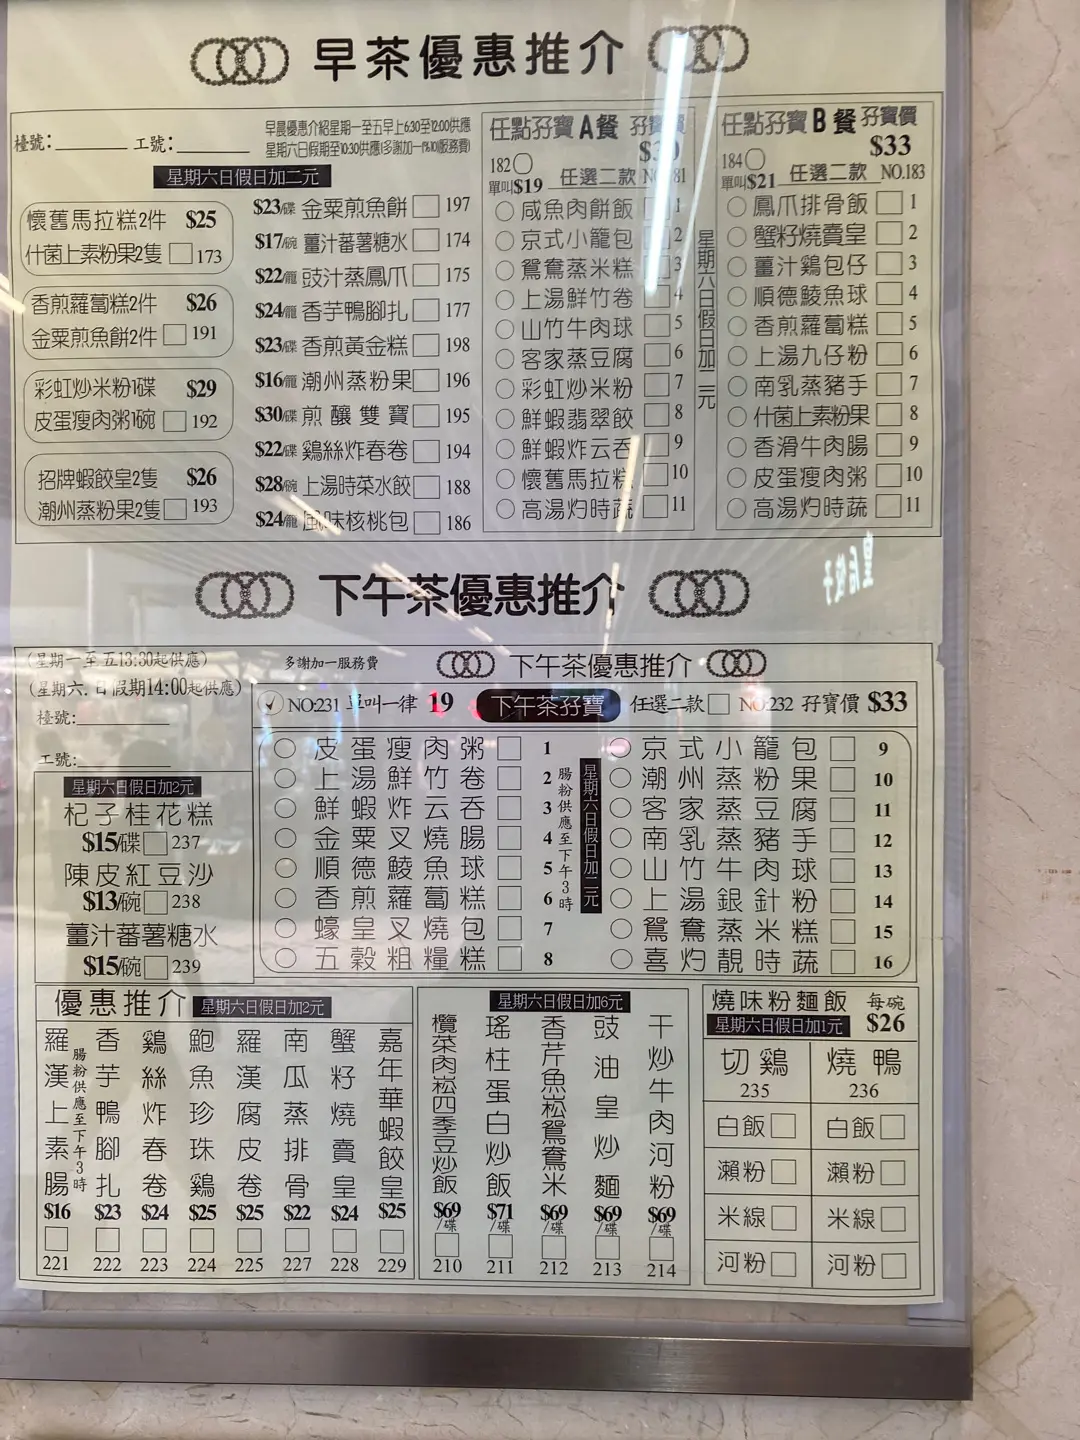 早茶優惠推介
檯號: 工號:
早晨優惠介紹星期一至五早上6:30至12:00供應
星期六日假期至10:30供應(多謝加一(%10)服務費)
星期六日假日加二元
懷舊馬拉糕2件 $25
什菌上素粉果2隻 173
香煎蘿蔔糕2件 $26
金粟煎魚餅2件 191
彩虹炒米粉1碟 $29
皮蛋瘦肉粥1碗 192
招牌蝦餃皇2隻 $26
潮州蒸粉果2隻 193
$23/碟 金粟煎魚餅 197
$17/碗 薑汁蕃薯糖水 174
$22/籠 豉汁蒸鳳爪 175
$24/籠 香芋鴨腳扎 177
$23/碟 香煎黃金糕 198
$16/籠 潮州蒸粉果 196
$30/碟 煎釀雙寶 195
$22/碟 鷄絲炸春卷 194
$28/碗 上湯時菜水餃 188
$24/籠 風味核桃包 186
任點孖寶A餐
182
單叫$19 任選二款
咸魚肉餅飯 1
京式小籠包 2
鴛鴦蒸米糕 3
上湯鮮竹卷 4
山竹牛肉球 5
客家蒸豆腐 6
彩虹炒米粉 7
鮮蝦翡翠餃 8
鮮蝦炸云吞 9
懷舊馬拉糕 10
高湯灼時蔬 11
星期六日假日加二元
任點孖寶B餐 孖寶價
184 $33
單叫$21 任選二款 NO.183
鳳爪排骨飯 1
蟹籽燒賣皇 2
薑汁鷄包仔 3
順德鯪魚球 4
香煎蘿蔔糕 5
上湯九仔粉 6
南乳蒸豬手 7
什菌上素粉果 8
香滑牛肉腸 9
皮蛋瘦肉粥 10
高湯灼時蔬 11
下午茶優惠推介
(星期一至五13:30起供應)
(星期六.日假期14:00起供應)
檯號:
工號:
多謝加一服務費
下午茶優惠推介
NO:231 單叫一律 19 下午茶孖寶 任選二款 NO:232 孖寶價 $33
皮蛋瘦肉粥 1
上湯鮮竹卷 2
鮮蝦炸云吞 3
金粟叉燒腸 4
順德鯪魚球 5
香煎蘿蔔糕 6
蠔皇叉燒包 7
五穀粗糧糕 8
腸粉供應至下午3時
星期六日假日加二元
京式小籠包 9
潮州蒸粉果 10
客家蒸豆腐 11
南乳蒸豬手 12
山竹牛肉球 13
上湯銀針粉 14
鴛鴦蒸米糕 15
喜灼靚時蔬 16
星期六日假日加2元
杞子桂花糕
$15/碟 237
陳皮紅豆沙
$13/碗 238
薑汁蕃薯糖水
$15/碗 239
優惠推介 星期六日假日加2元
羅漢上素腸 $16 221
腸粉供應至下午3時
香芋鴨腳扎 $23 222
鷄絲炸春卷 $24 223
鮑魚珍珠鷄 $25 224
羅漢腐皮卷 $25 225
南瓜蒸排骨 $22 227
蟹籽燒賣皇 $24 228
嘉年華蝦餃皇 $25 229
星期六日假日加6元
欖菜肉崧四季豆炒飯 $69/碟 210
瑤柱蛋白炒飯 $71/碟 211
香芹魚崧鴛鴦米 $69/碟 212
豉油皇炒麵 $69/碟 213
干炒牛肉河粉 $69/碟 214
燒味粉麵飯 每碗
星期六日假日加1元 $26
切鷄 燒鴨
235 236
白飯 白飯
瀨粉 瀨粉
米線 米線
河粉 河粉